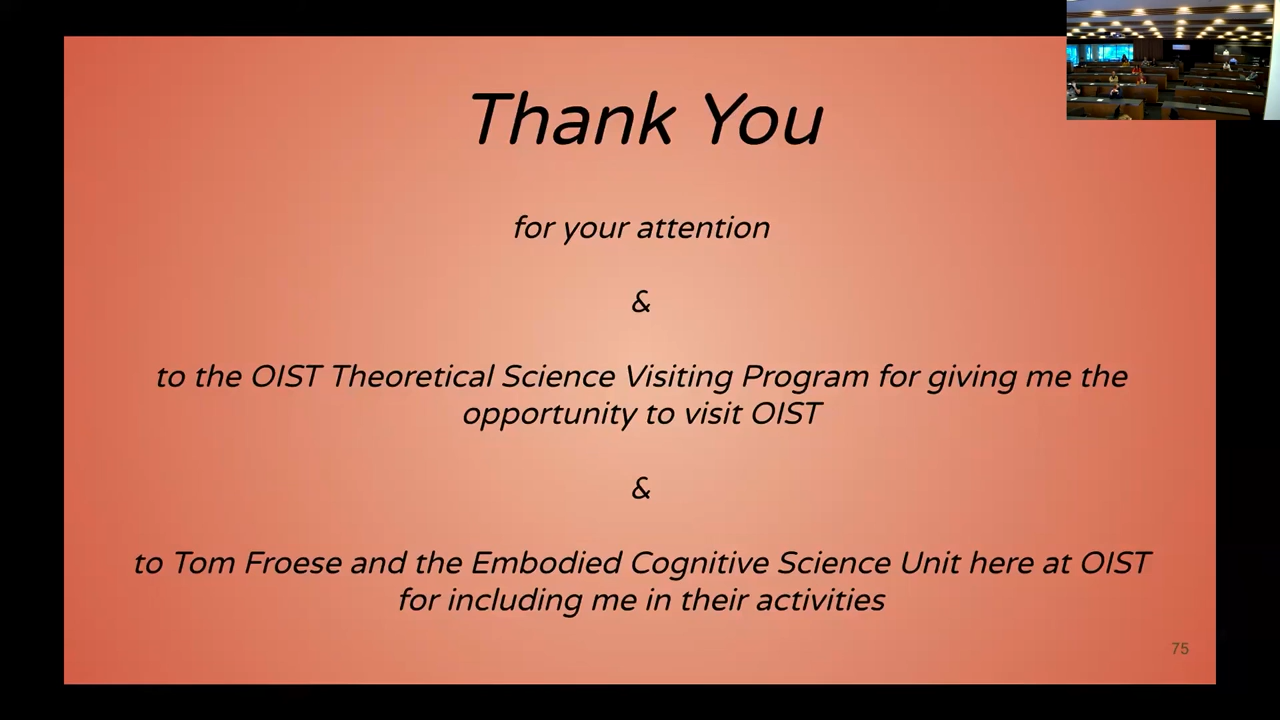 Thank You
for your attention
&
to the OIST Theoretical Science Visiting Program for giving me the
opportunity to visit OIST
&
to Tom Froese and the Embodied Cognitive Science Unit here at OIST
for including me in their activities
75